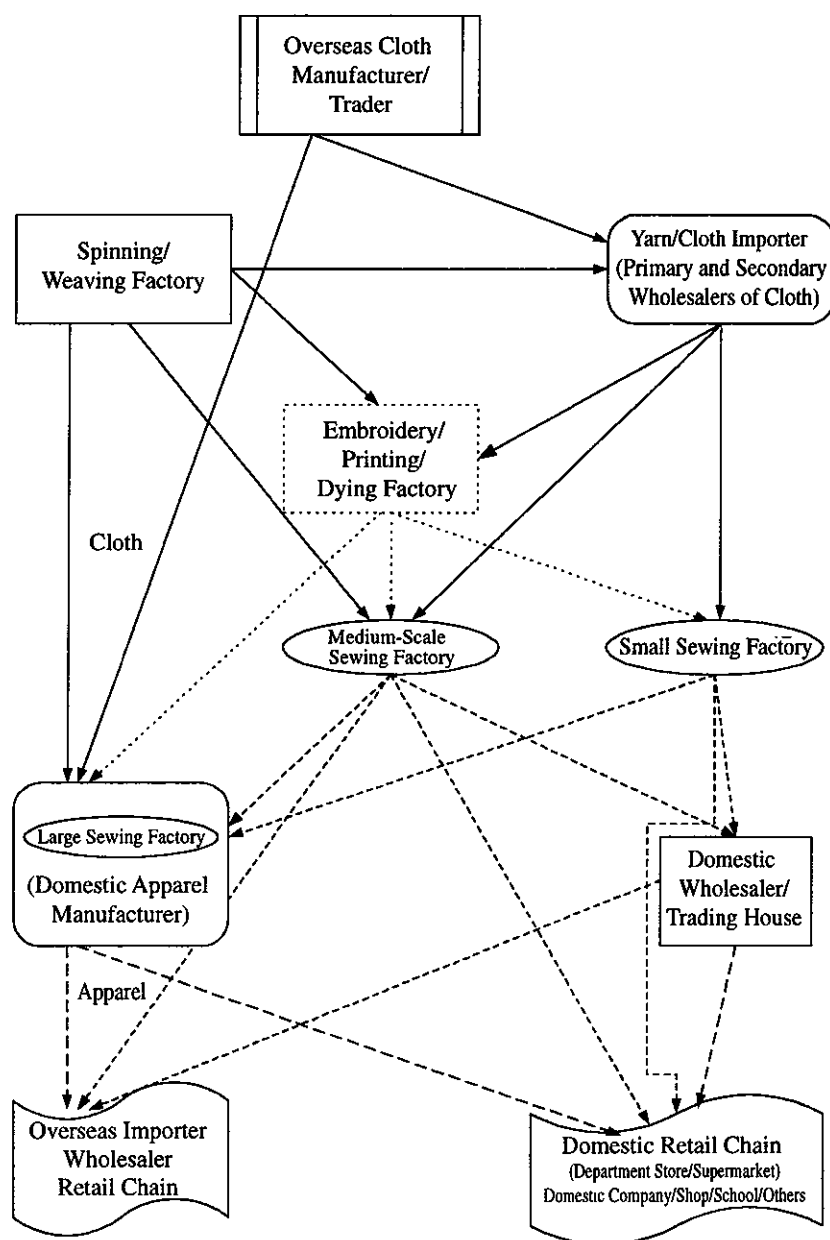 Overseas Cloth
Manufacturer/
Trader
Spinning/
Weaving Factory
Yarn/Cloth Importer
(Primary and Secondary
Wholesalers of Cloth)
Embroidery/
Printing/
Dying Factory
Cloth
Medium-Scale
Sewing Factory
Small Sewing Factory
Large Sewing Factory
(Domestic Apparel
Manufacturer)
Domestic
Wholesaler/
Trading House
Apparel
Overseas Importer
Wholesaler
Retail Chain
Domestic Retail Chain
(Department Store/Supermarket)
Domestic Company/Shop/School/Others